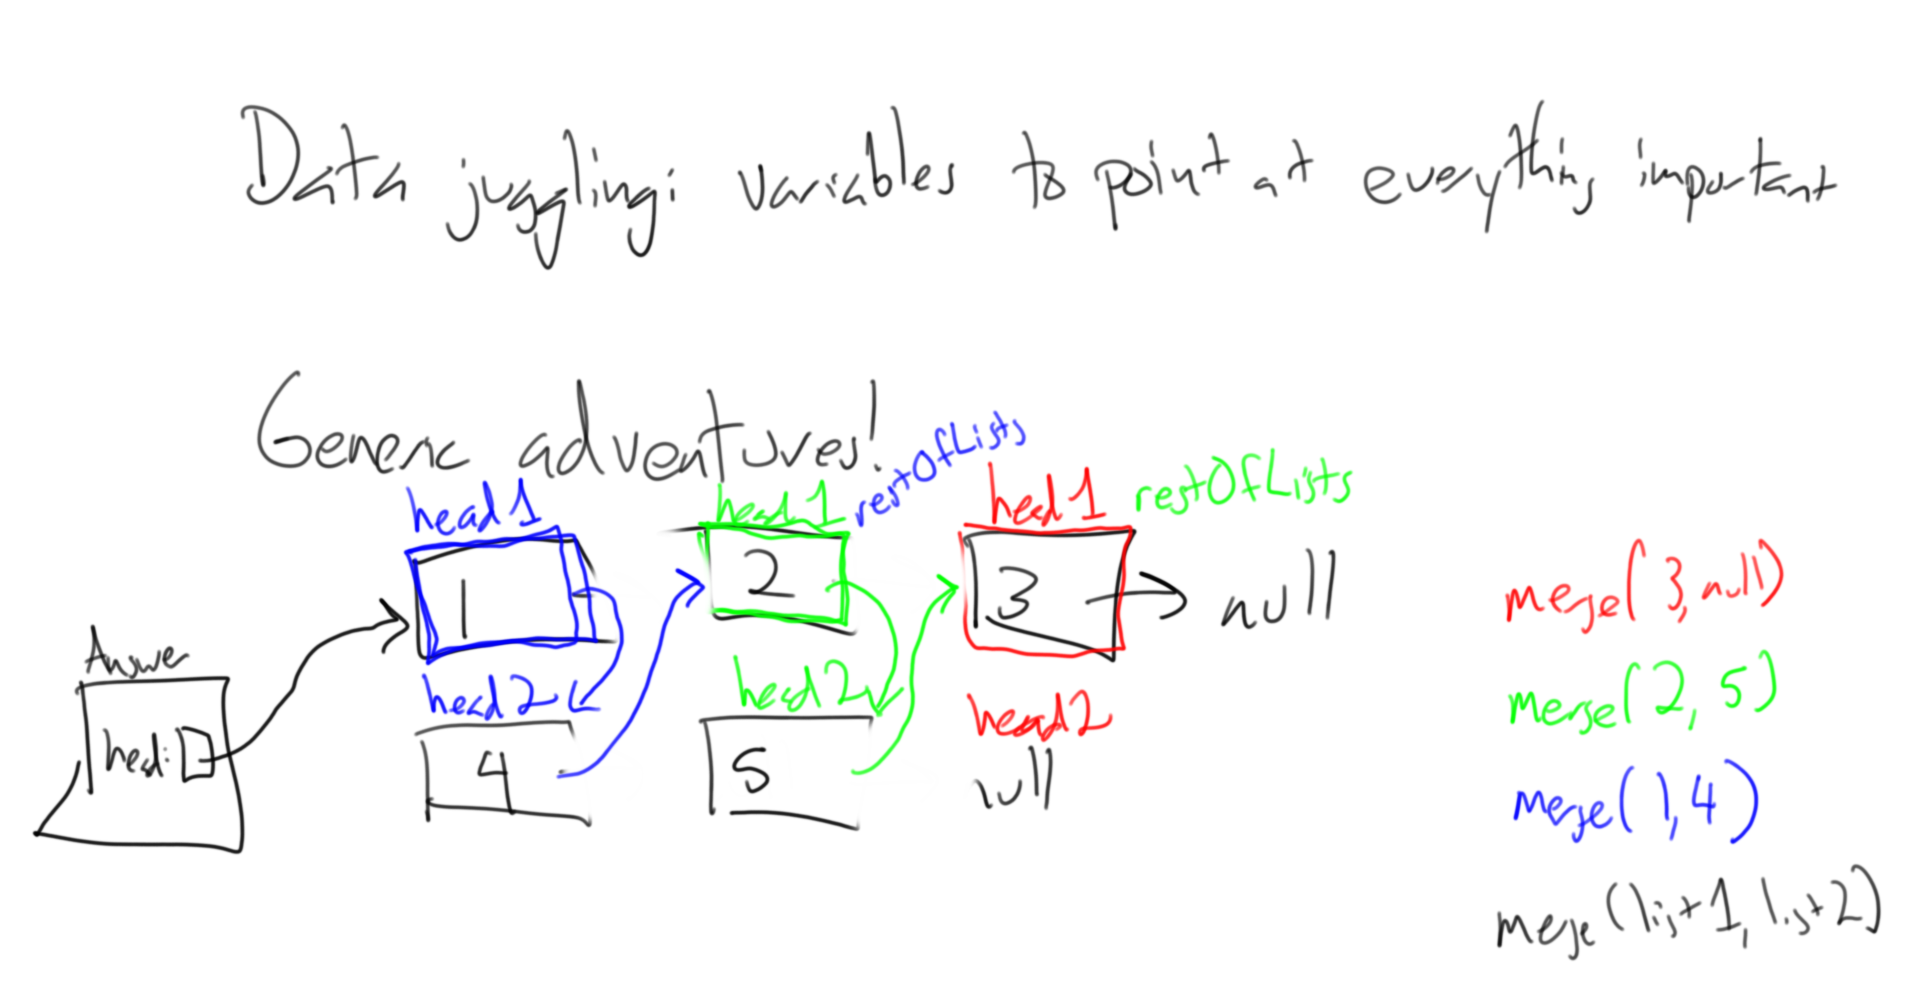 Data juggling: variables to point at everything important
Generic adventures!
restOfLists
head1
head1
head1
restOfLists
1
2
3
null
merge(3, null)
Answer
head2
head2
head2
merge(2, 5)
head:
4
5
null
merge(1, 4)
merge(list1, list2)